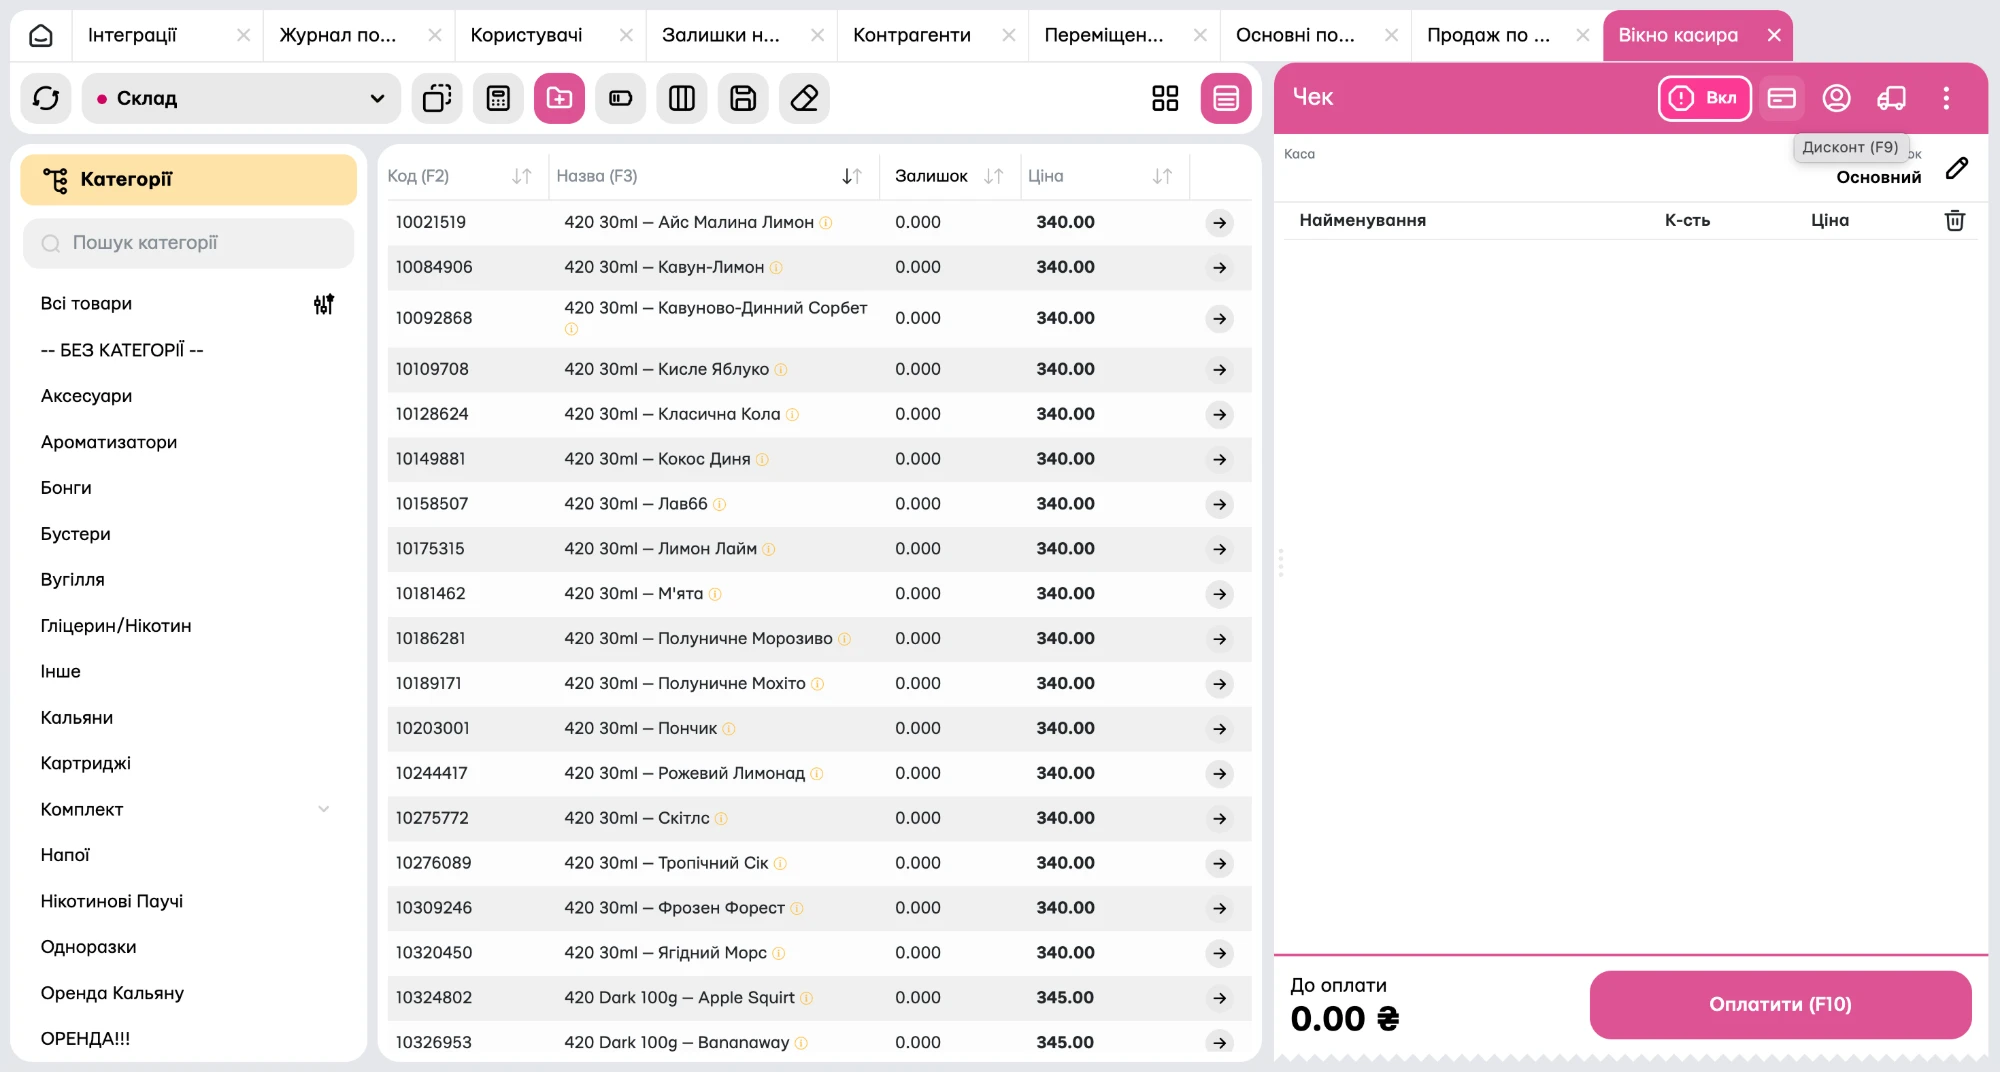 Інтеграції
Журнал по...
Користувачі
Залишки н...
Контрагенти
Переміщен...
Основні по...
Продаж по ...
Вікно касира
Склад
Категорії
Пошук категорії
Всі товари
-- БЕЗ КАТЕГОРІЇ --
Аксесуари
Ароматизатори
Бонги
Бустери
Вугілля
Гліцерин/Нікотин
Інше
Кальяни
Картриджі
Комплект
Напої
Нікотинові Паучі
Одноразки
Оренда Кальяну
ОРЕНДА!!!
Код (F2) Назва (F3) Залишок Ціна
10021519 420 30ml – Айс Малина Лимон 0.000 340.00
10084906 420 30ml – Кавун-Лимон 0.000 340.00
10092868 420 30ml – Кавуново-Динний Сорбет 0.000 340.00
10109708 420 30ml – Кисле Яблуко 0.000 340.00
10128624 420 30ml – Класична Кола 0.000 340.00
10149881 420 30ml – Кокос Диня 0.000 340.00
10158507 420 30ml – Лав66 0.000 340.00
10175315 420 30ml – Лимон Лайм 0.000 340.00
10181462 420 30ml – М'ята 0.000 340.00
10186281 420 30ml – Полуничне Морозиво 0.000 340.00
10189171 420 30ml – Полуничне Мохіто 0.000 340.00
10203001 420 30ml – Пончик 0.000 340.00
10244417 420 30ml – Рожевий Лимонад 0.000 340.00
10275772 420 30ml – Скітлс 0.000 340.00
10276089 420 30ml – Тропічний Сік 0.000 340.00
10309246 420 30ml – Фрозен Форест 0.000 340.00
10320450 420 30ml – Ягідний Морс 0.000 340.00
10324802 420 Dark 100g – Apple Squirt 0.000 345.00
10326953 420 Dark 100g – Bananaway 0.000 345.00
Чек
Вкл
Дисконт (F9)
Каса
Основний
Найменування К-сть Ціна
До оплати
0.00 ₴
Оплатити (F10)